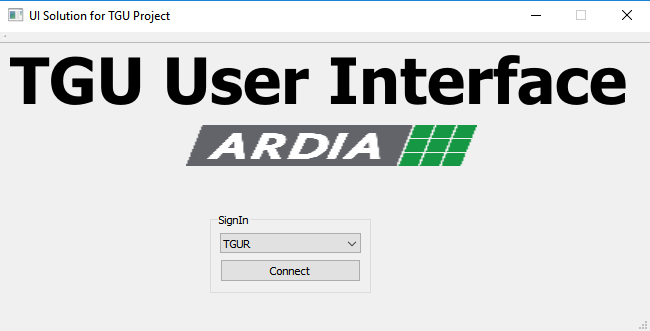 UI Solution for TGU Project
TGU User Interface
ARDIA
SignIn
TGUR
Connect